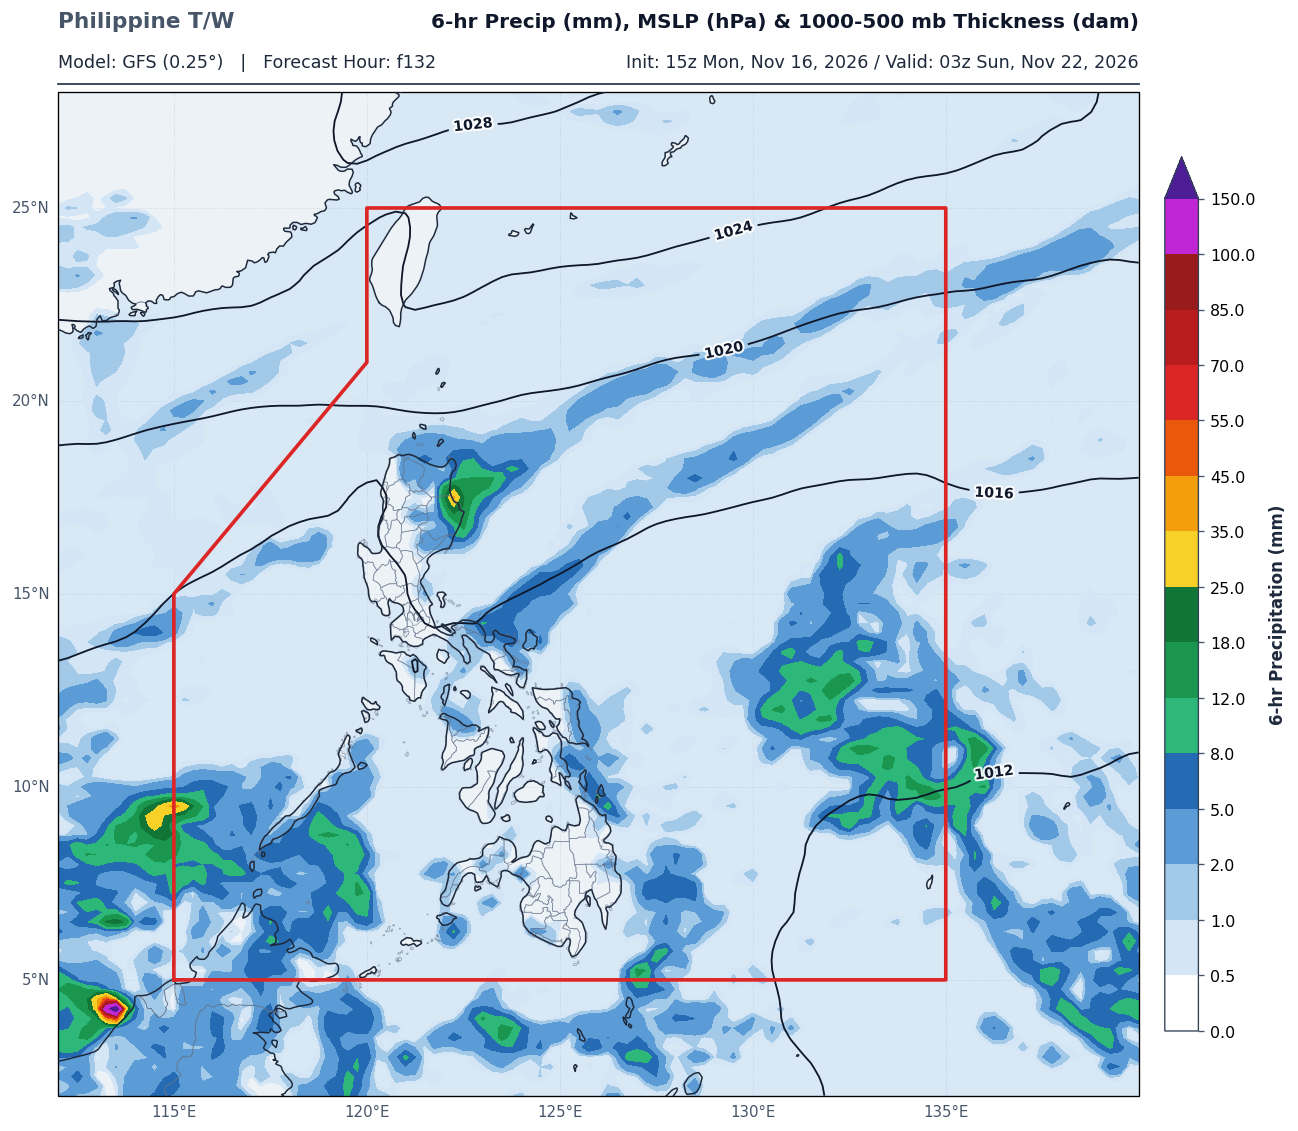 Philippine T/W
6-hr Precip (mm), MSLP (hPa) & 1000-500 mb Thickness (dam)
Model: GFS (0.25°) | Forecast Hour: f132
Init: 15z Mon, Nov 16, 2026 / Valid: 03z Sun, Nov 22, 2026
1028
1024
1020
1016
1012
25°N
20°N
15°N
10°N
5°N
115°E
120°E
125°E
130°E
135°E
150.0
100.0
85.0
70.0
55.0
45.0
35.0
25.0
18.0
12.0
8.0
5.0
2.0
1.0
0.5
0.0
6-hr Precipitation (mm)